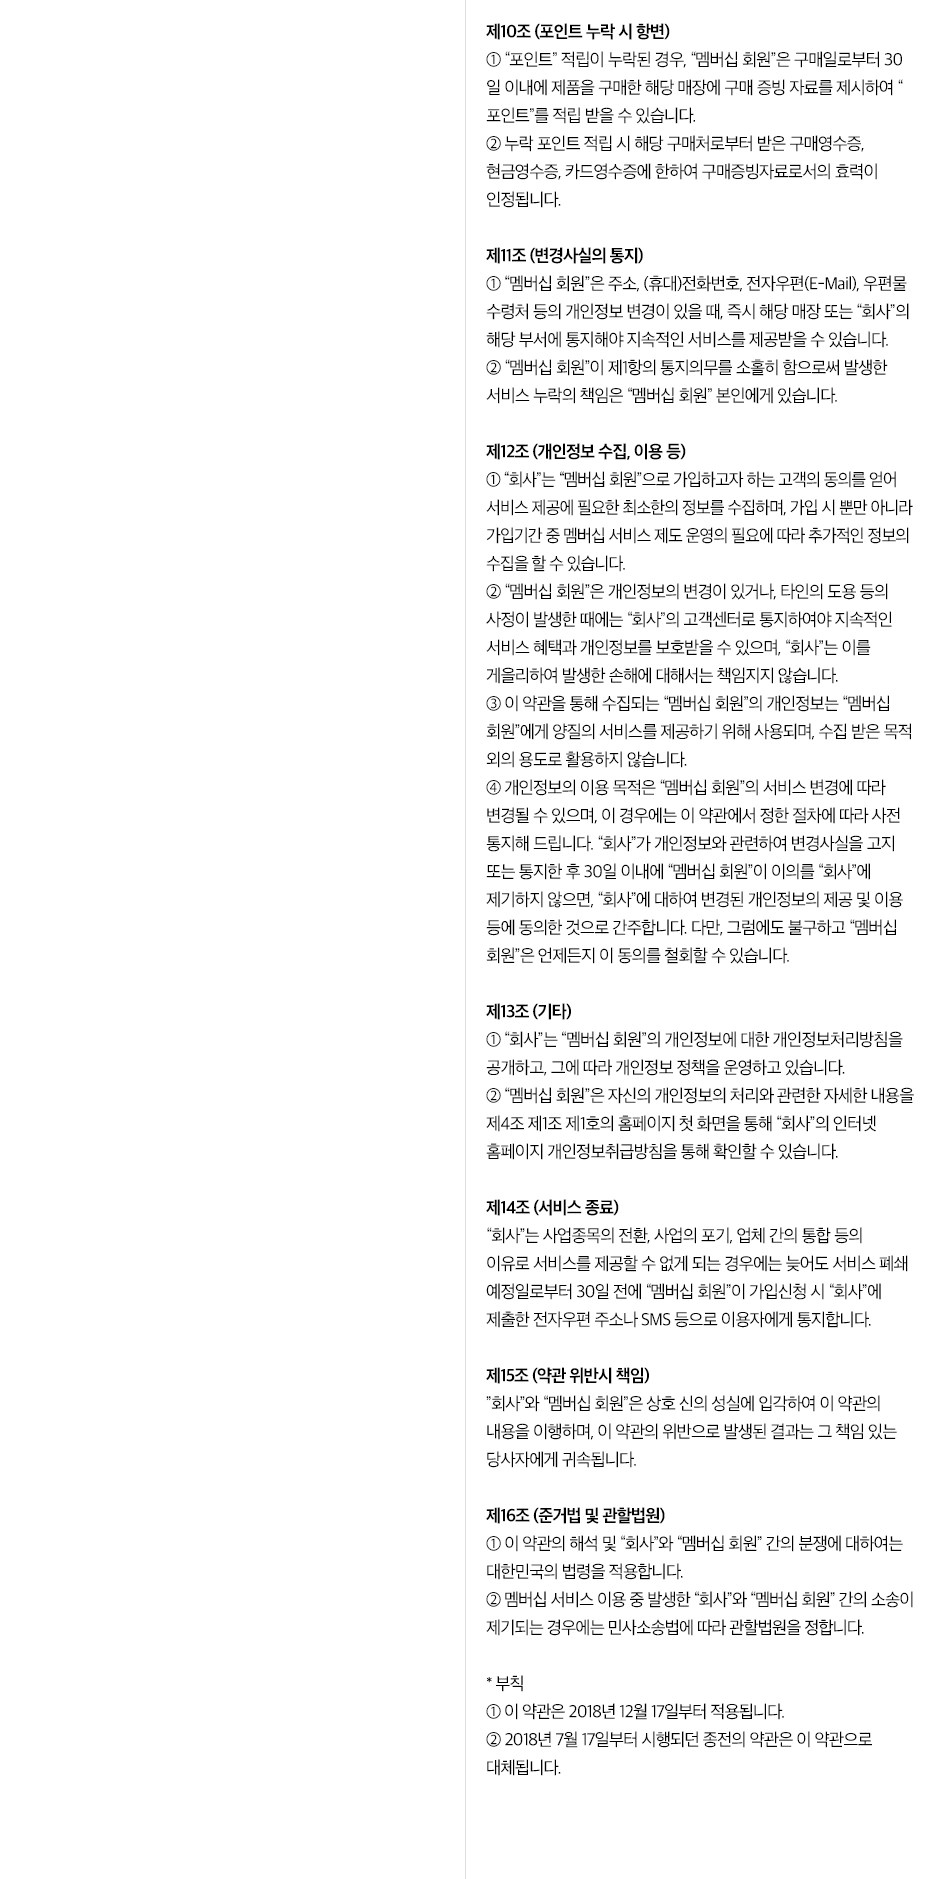 제10조 (포인트 누락 시 항변)
① “포인트” 적립이 누락된 경우, “멤버십 회원”은 구매일로부터 30
일 이내에 제품을 구매한 해당 매장에 구매 증빙 자료를 제시하여 “
포인트”를 적립 받을 수 있습니다.
② 누락 포인트 적립 시 해당 구매처로부터 받은 구매영수증,
현금영수증, 카드영수증에 한하여 구매증빙자료로서의 효력이
인정됩니다.
제11조 (변경사실의 통지)
① “멤버십 회원”은 주소, (휴대)전화번호, 전자우편(E-Mail), 우편물
수령처 등의 개인정보 변경이 있을 때, 즉시 해당 매장 또는 “회사”의
해당 부서에 통지해야 지속적인 서비스를 제공받을 수 있습니다.
② “멤버십 회원”이 제1항의 통지의무를 소홀히 함으로써 발생한
서비스 누락의 책임은 “멤버십 회원” 본인에게 있습니다.
제12조 (개인정보 수집, 이용 등)
① “회사”는 “멤버십 회원”으로 가입하고자 하는 고객의 동의를 얻어
서비스 제공에 필요한 최소한의 정보를 수집하며, 가입 시 뿐만 아니라
가입기간 중 멤버십 서비스 제도 운영의 필요에 따라 추가적인 정보의
수집을 할 수 있습니다.
② “멤버십 회원”은 개인정보의 변경이 있거나, 타인의 도용 등의
사정이 발생한 때에는 “회사”의 고객센터로 통지하여야 지속적인
서비스 혜택과 개인정보를 보호받을 수 있으며, “회사”는 이를
게을리하여 발생한 손해에 대해서는 책임지지 않습니다.
③ 이 약관을 통해 수집되는 “멤버십 회원”의 개인정보는 “멤버십
회원”에게 양질의 서비스를 제공하기 위해 사용되며, 수집 받은 목적
외의 용도로 활용하지 않습니다.
④ 개인정보의 이용 목적은 “멤버십 회원”의 서비스 변경에 따라
변경될 수 있으며, 이 경우에는 이 약관에서 정한 절차에 따라 사전
통지해 드립니다. “회사”가 개인정보와 관련하여 변경사실을 고지
또는 통지한 후 30일 이내에 “멤버십 회원”이 이의를 “회사”에
제기하지 않으면, “회사”에 대하여 변경된 개인정보의 제공 및 이용
등에 동의한 것으로 간주합니다. 다만, 그럼에도 불구하고 “멤버십
회원”은 언제든지 이 동의를 철회할 수 있습니다.
제13조 (기타)
① “회사”는 “멤버십 회원”의 개인정보에 대한 개인정보처리방침을
공개하고, 그에 따라 개인정보 정책을 운영하고 있습니다.
② “멤버십 회원”은 자신의 개인정보의 처리와 관련한 자세한 내용을
제4조 제1조 제1호의 홈페이지 첫 화면을 통해 “회사”의 인터넷
홈페이지 개인정보취급방침을 통해 확인할 수 있습니다.
제14조 (서비스 종료)
“회사”는 사업종목의 전환, 사업의 포기, 업체 간의 통합 등의
이유로 서비스를 제공할 수 없게 되는 경우에는 늦어도 서비스 폐쇄
예정일로부터 30일 전에 “멤버십 회원”이 가입신청 시 “회사”에
제출한 전자우편 주소나 SMS 등으로 이용자에게 통지합니다.
제15조 (약관 위반시 책임)
”회사”와 “멤버십 회원”은 상호 신의 성실에 입각하여 이 약관의
내용을 이행하며, 이 약관의 위반으로 발생된 결과는 그 책임 있는
당사자에게 귀속됩니다.
제16조 (준거법 및 관할법원)
① 이 약관의 해석 및 “회사”와 “멤버십 회원” 간의 분쟁에 대하여는
대한민국의 법령을 적용합니다.
② 멤버십 서비스 이용 중 발생한 “회사”와 “멤버십 회원” 간의 소송이
제기되는 경우에는 민사소송법에 따라 관할법원을 정합니다.
* 부칙
① 이 약관은 2018년 12월 17일부터 적용됩니다.
② 2018년 7월 17일부터 시행되던 종전의 약관은 이 약관으로
대체됩니다.